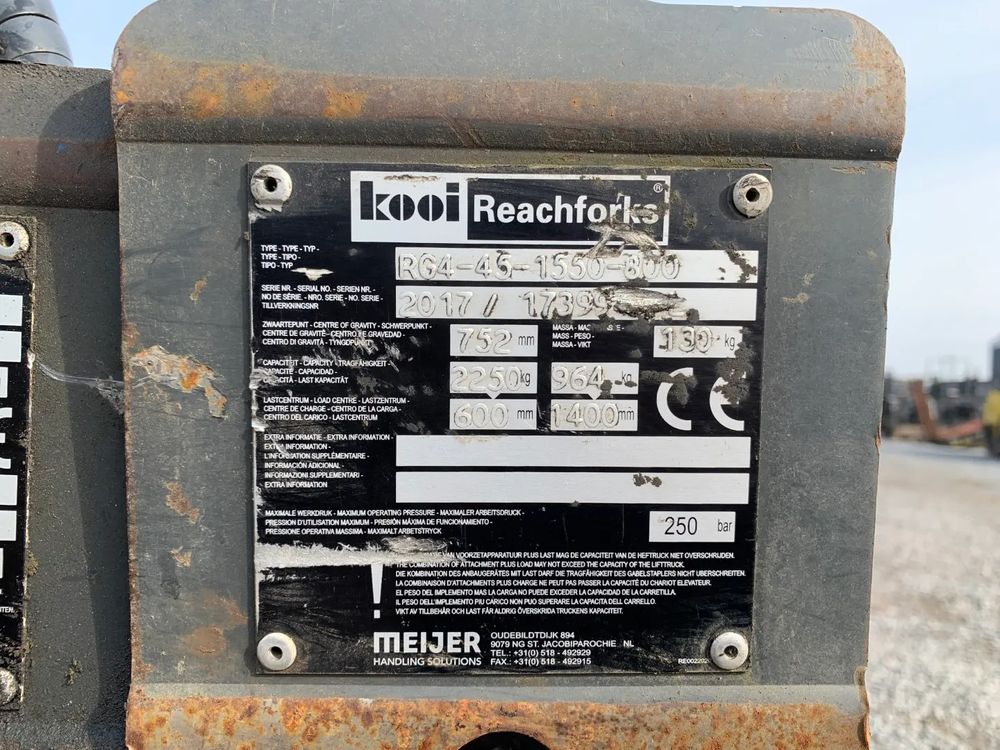 kooi Reachforks®
TYPE - TYPE - TYP -
TYPE - TIPO -
TIPO - TYP
RG4-45-1550-800
SERIE NR. - SERIAL NO. - SERIEN NR. -
NO DE SÉRIE. - NRO. SERIE - NO. SERIE -
TILLVERKNINGSNR.
2017 / 17399
ZWAARTEPUNT - CENTRE OF GRAVITY - SCHWERPUNKT -
CENTRE DE GRAVITÉ - CENTRO DE GRAVEDAD -
CENTRO DI GRAVITÀ - TYNGDPUNKT
752 mm
MASSA -
MASS - PESO -
MASSA - VIKT
130 kg
CAPACITEIT - CAPACITY - TRAGFÄHIGKEIT -
CAPACITÉ - CAPACIDAD -
CAPACITÀ - LAST KAPACITÄT
2250 kg
964 kg
CE
LASTCENTRUM - LOAD CENTRE - LASTZENTRUM -
CENTRE DE CHARGE - CENTRO DE LA CARGA -
CENTRO DEL CARICO - LASTCENTRUM
600 mm
1400 mm
EXTRA INFORMATIE - EXTRA INFORMATION -
EXTRA INFORMATION -
L'INFORMATION SUPPLÉMENTAIRE -
INFORMACIÓN ADICIONAL -
INFORMAZIONI SUPPLEMENTARI -
EXTRA INFORMATION
MAXIMALE WERKDRUK - MAXIMUM OPERATING PRESSURE - MAXIMALER ARBEITSDRUCK -
PRESSION D'UTILISATION MAXIMUM - PRESIÓN MÁXIMA DE FUNCIONAMIENTO -
PRESSIONE OPERATIVA MASSIMA - MAXIMALT ARBETSTRYCK
250 bar
VAN VOORZETAPPARATUUR PLUS LAST MAG DE CAPACITEIT VAN DE HEFTRUCK NIET OVERSCHRIJDEN.
THE COMBINATION OF ATTACHMENT PLUS LOAD MAY NOT EXCEED THE CAPACITY OF THE LIFTTRUCK.
DIE KOMBINATION DES ANBAUGERÄTES MIT LAST DARF DIE TRAGFÄHIGKEIT DES GABELSTAPLERS NICHT UBERSCHREITEN.
LA COMBINAISON D'ATTACHMENTS PLUS CHARGE NE PEUT PAS PASSER LA CAPACITÉ DU CHARIOT ELEVATEUR.
EL PESO DEL IMPLEMENTO MAS LA CARGA NO PUEDE EXCEDER LA CAPACIDAD DE LA CARRETILLA.
IL PESO DELL'IMPLEMENTO PIU CARICO NON PUO SUPERARE LA CAPACITA DELL CARRELLO.
VIKT AV TILLBEHÖR OCH LAST FÅR ALDRIG ÖVERSKRIDA TRUCKENS KAPACITET.
!
MEIJER
HANDLING SOLUTIONS
OUDEBILDTDIJK 894
9079 NG ST. JACOBIPAROCHIE NL
TEL.: +31(0) 518 - 492929
FAX.: +31(0) 518 - 492915